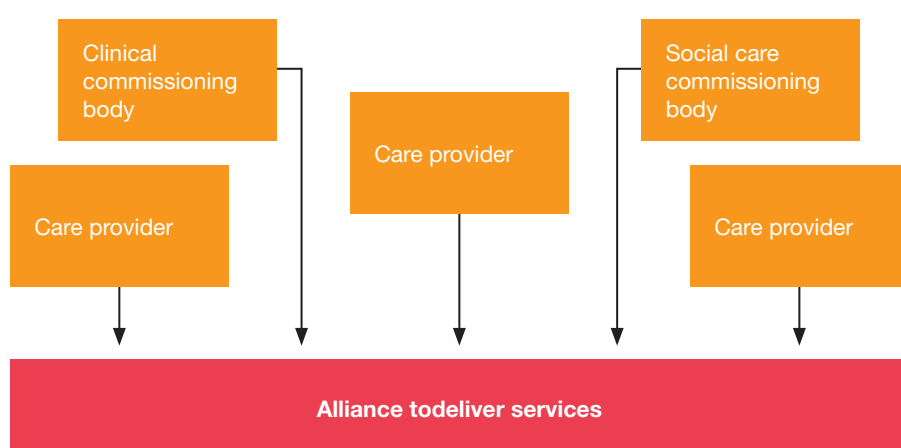 Clinical
commissioning
body
Social care
commissioning
body
Care provider
Care provider
Care provider
Alliance todeliver services